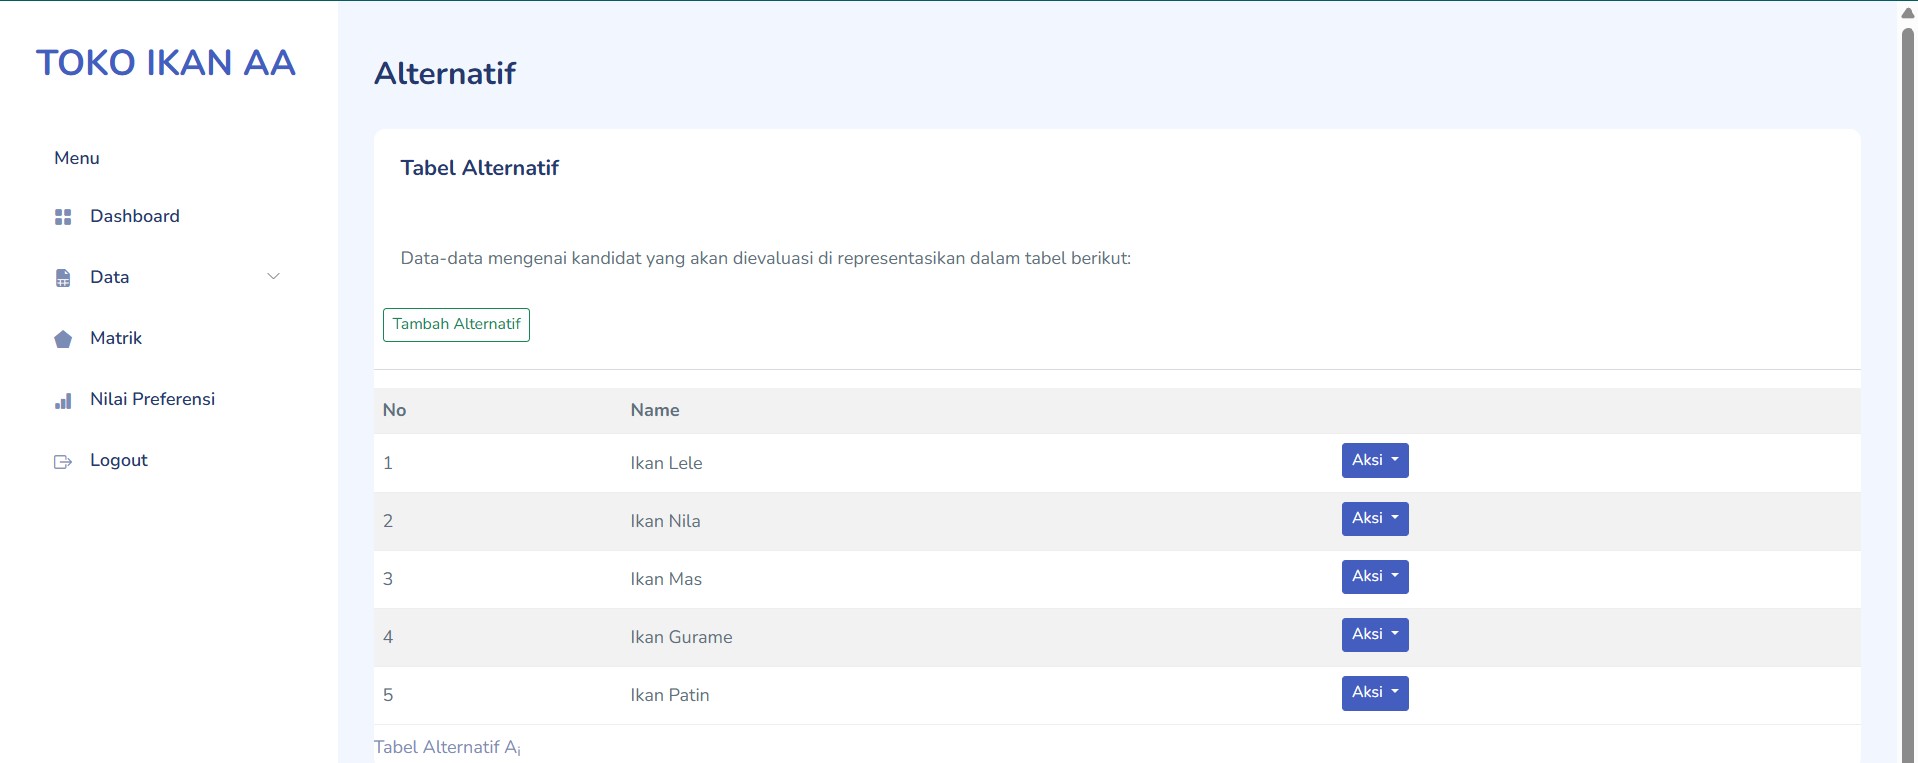 TOKO IKAN AA
Menu
Dashboard
Data
Matrik
Nilai Preferensi
Logout
Alternatif
Tabel Alternatif
Data-data mengenai kandidat yang akan dievaluasi di representasikan dalam tabel berikut:
Tambah Alternatif
No Name
1 Ikan Lele Aksi
2 Ikan Nila Aksi
3 Ikan Mas Aksi
4 Ikan Gurame Aksi
5 Ikan Patin Aksi
Tabel Alternatif Ai